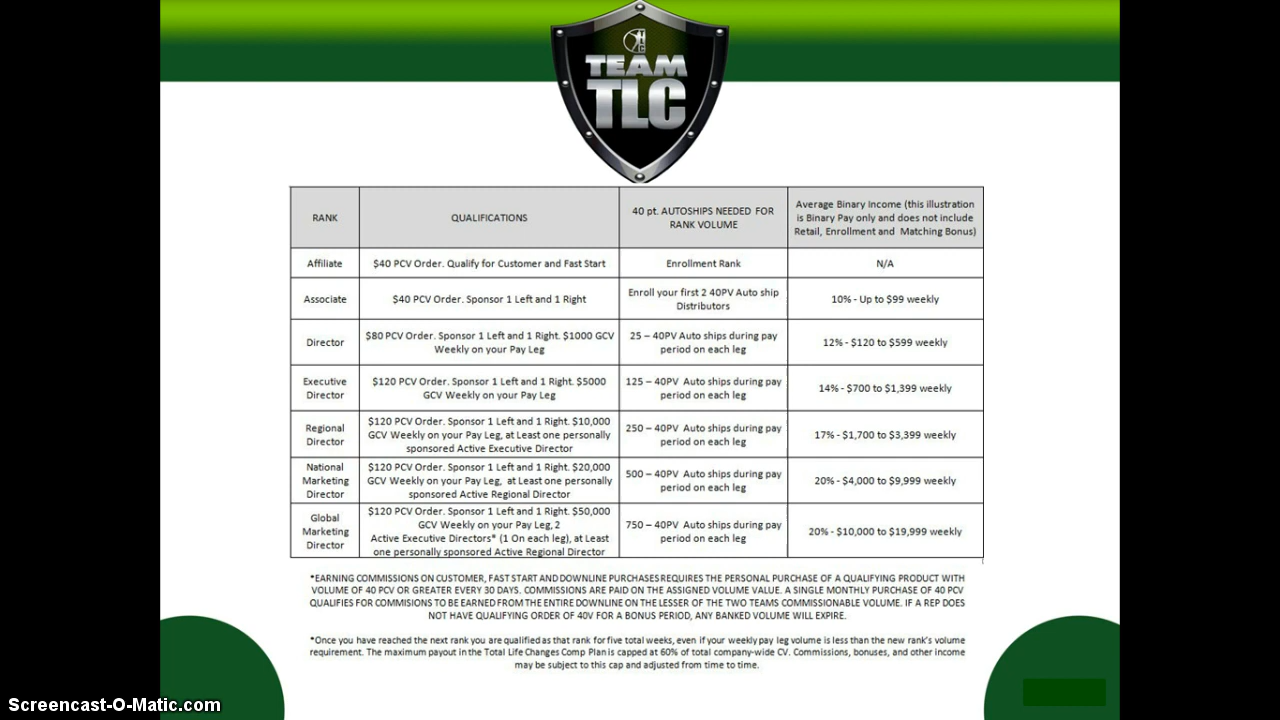 TEAM
TLC
RANK
QUALIFICATIONS
40 pt. AUTOSHIPS NEEDED FOR
RANK VOLUME
Average Binary Income (this illustration
is Binary Pay only and does not include
Retail, Enrollment and Matching Bonus)
Affiliate
$40 PCV Order. Qualify for Customer and Fast Start
Enrollment Rank
N/A
Associate
$40 PCV Order. Sponsor 1 Left and 1 Right
Enroll your first 2 40PV Auto ship
Distributors
10% - Up to $99 weekly
Director
$80 PCV Order. Sponsor 1 Left and 1 Right. $1000 GCV
Weekly on your Pay Leg
25 – 40PV Auto ships during pay
period on each leg
12% - $120 to $599 weekly
Executive
Director
$120 PCV Order. Sponsor 1 Left and 1 Right. $5000
GCV Weekly on your Pay Leg
125 – 40PV Auto ships during pay
period on each leg
14% - $700 to $1,399 weekly
Regional
Director
$120 PCV Order. Sponsor 1 Left and 1 Right. $10,000
GCV Weekly on your Pay Leg, at Least one personally
sponsored Active Executive Director
250 – 40PV Auto ships during pay
period on each leg
17% - $1,700 to $3,399 weekly
National
Marketing
Director
$120 PCV Order. Sponsor 1 Left and 1 Right. $20,000
GCV Weekly on your Pay Leg, at Least one personally
sponsored Active Regional Director
500 – 40PV Auto ships during pay
period on each leg
20% - $4,000 to $9,999 weekly
Global
Marketing
Director
$120 PCV Order. Sponsor 1 Left and 1 Right. $50,000
GCV Weekly on your Pay Leg, 2
Active Executive Directors* (1 On each leg), at Least
one personally sponsored Active Regional Director
750 – 40PV Auto ships during pay
period on each leg
20% - $10,000 to $19,999 weekly
*EARNING COMMISSIONS ON CUSTOMER, FAST START AND DOWNLINE PURCHASES REQUIRES THE PERSONAL PURCHASE OF A QUALIFYING PRODUCT WITH
VOLUME OF 40 PCV OR GREATER EVERY 30 DAYS. COMMISSIONS ARE PAID ON THE ASSIGNED VOLUME VALUE. A SINGLE MONTHLY PURCHASE OF 40 PCV
QUALIFIES FOR COMMISIONS TO BE EARNED FROM THE ENTIRE DOWNLINE ON THE LESSER OF THE TWO TEAMS COMMISSIONABLE VOLUME. IF A REP DOES
NOT HAVE QUALIFYING ORDER OF 40V FOR A BONUS PERIOD, ANY BANKED VOLUME WILL EXPIRE.
*Once you have reached the next rank you are qualified as that rank for five total weeks, even if your weekly pay leg volume is less than the new rank's volume
requirement. The maximum payout in the Total Life Changes Comp Plan is capped at 60% of total company-wide CV. Commissions, bonuses, and other income
may be subject to this cap and adjusted from time to time.
Screencast-O-Matic.com